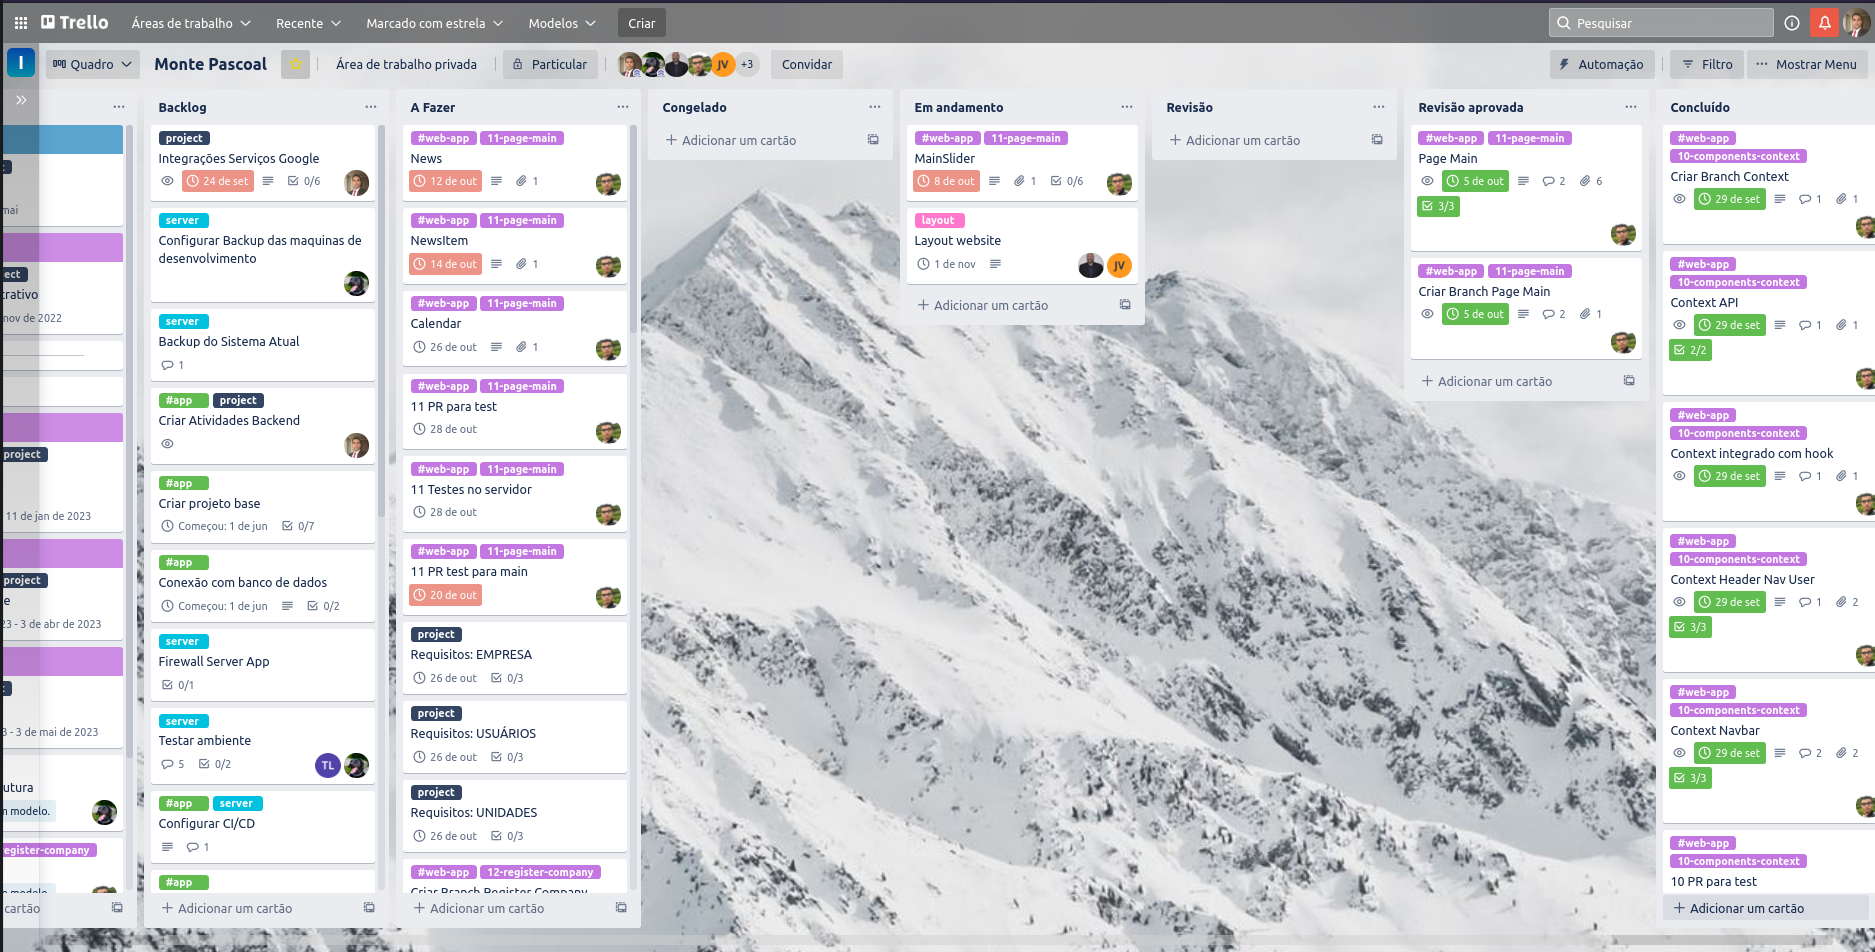 Trello
Áreas de trabalho
Recente
Marcado com estrela
Modelos
Criar
Pesquisar
I
Quadro
Monte Pascoal
Área de trabalho privada
Particular
JV
+3
Convidar
Automação
Filtro
Mostrar Menu
mai
ect
trativo
nov de 2022
project
11 de jan de 2023
project
e
23 - 3 de abr de 2023
3 - 3 de mai de 2023
utura
n modelo.
egister-company
n modelo.
cartão
Backlog
project
Integrações Serviços Google
24 de set
0/6
server
Configurar Backup das maquinas de
desenvolvimento
server
Backup do Sistema Atual
1
#app project
Criar Atividades Backend
#app
Criar projeto base
Começou: 1 de jun
0/7
#app
Conexão com banco de dados
Começou: 1 de jun
0/2
server
Firewall Server App
0/1
server
Testar ambiente
5
0/2
TL
#app server
Configurar CI/CD
1
#app
Adicionar um cartão
A Fazer
#web-app 11-page-main
News
12 de out
1
#web-app 11-page-main
NewsItem
14 de out
1
#web-app 11-page-main
Calendar
26 de out
1
#web-app 11-page-main
11 PR para test
28 de out
#web-app 11-page-main
11 Testes no servidor
28 de out
#web-app 11-page-main
11 PR test para main
20 de out
project
Requisitos: EMPRESA
26 de out
0/3
project
Requisitos: USUÁRIOS
26 de out
0/3
project
Requisitos: UNIDADES
26 de out
0/3
#web-app 12-register-company
Criar Branch Register Company
Adicionar um cartão
Congelado
Adicionar um cartão
Em andamento
#web-app 11-page-main
MainSlider
8 de out
1
0/6
layout
Layout website
1 de nov
JV
Adicionar um cartão
Revisão
Adicionar um cartão
Revisão aprovada
#web-app 11-page-main
Page Main
5 de out
2
6
3/3
#web-app 11-page-main
Criar Branch Page Main
5 de out
2
1
Adicionar um cartão
Concluído
#web-app
10-components-context
Criar Branch Context
29 de set
1
1
#web-app
10-components-context
Context API
29 de set
1
1
2/2
#web-app
10-components-context
Context integrado com hook
29 de set
1
1
#web-app
10-components-context
Context Header Nav User
29 de set
1
2
3/3
#web-app
10-components-context
Context Navbar
29 de set
2
2
3/3
#web-app
10-components-context
10 PR para test
Adicionar um cartão